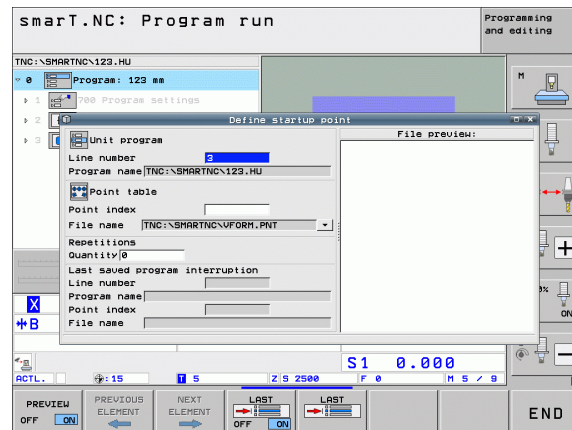 smarT.NC: Program run
Programming
and editing
TNC:\SMARTNC\123.HU
0 Program: 123 mm
1 700 Program settings
2
3
Define startup point
Unit program
Line number 3
Program name TNC:\SMARTNC\123.HU
Point table
Point index
File name TNC:\SMARTNC\VFORM.PNT
Repetitions
Quantity 0
Last saved program interruption
Line number
Program name
Point index
File name
File preview:
M
ON
X
B
S1 0.000
ACTL. : 15 T 5 Z S 2500 F 0 M 5 / 9
PREVIEW
OFF ON
PREVIOUS
ELEMENT
NEXT
ELEMENT
LAST
OFF ON
LAST
END